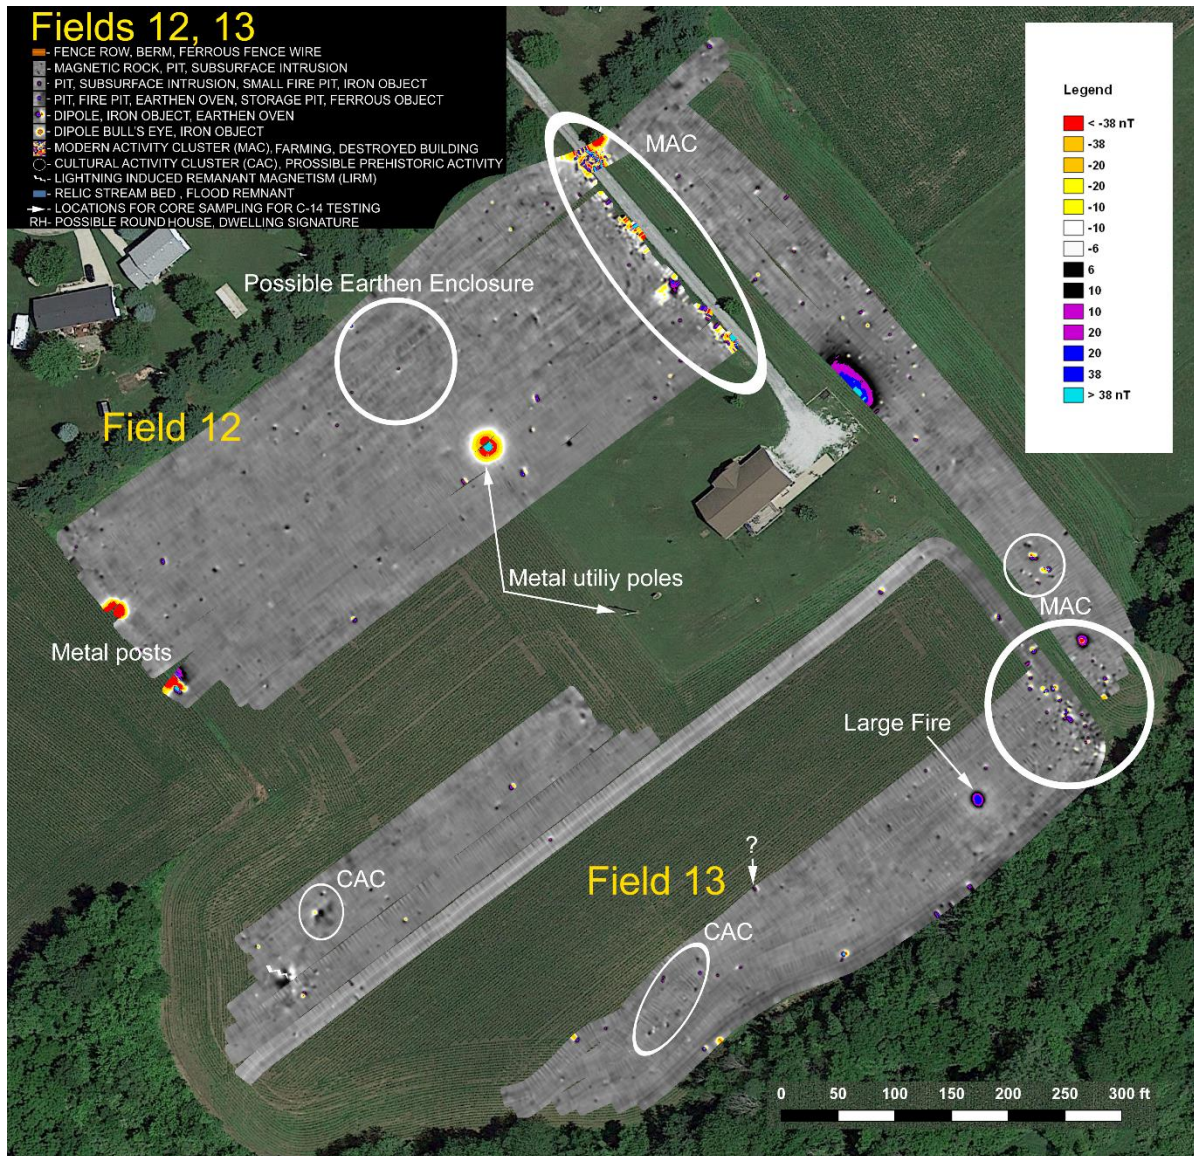 Fields 12, 13
- FENCE ROW, BERM, FERROUS FENCE WIRE
- MAGNETIC ROCK, PIT, SUBSURFACE INTRUSION
- PIT, SUBSURFACE INTRUSION, SMALL FIRE PIT, IRON OBJECT
- PIT, FIRE PIT, EARTHEN OVEN, STORAGE PIT, FERROUS OBJECT
- DIPOLE, IRON OBJECT, EARTHEN OVEN
- DIPOLE BULL'S EYE, IRON OBJECT
- MODERN ACTIVITY CLUSTER (MAC), FARMING, DESTROYED BUILDING
- CULTURAL ACTIVITY CLUSTER (CAC), PROSSIBLE PREHISTORIC ACTIVITY
- LIGHTNING INDUCED REMANANT MAGNETISM (LIRM)
- RELIC STREAM BED , FLOOD REMNANT
- LOCATIONS FOR CORE SAMPLING FOR C-14 TESTING
RH- POSSIBLE ROUND HOUSE, DWELLING SIGNATURE
Legend
< -38 nT
-38
-20
-20
-10
-10
-6
6
10
10
20
20
38
> 38 nT
MAC
Possible Earthen Enclosure
Field 12
Metal utiliy poles
MAC
Metal posts
Large Fire
?
Field 13
CAC
CAC
0 50 100 150 200 250 300 ft